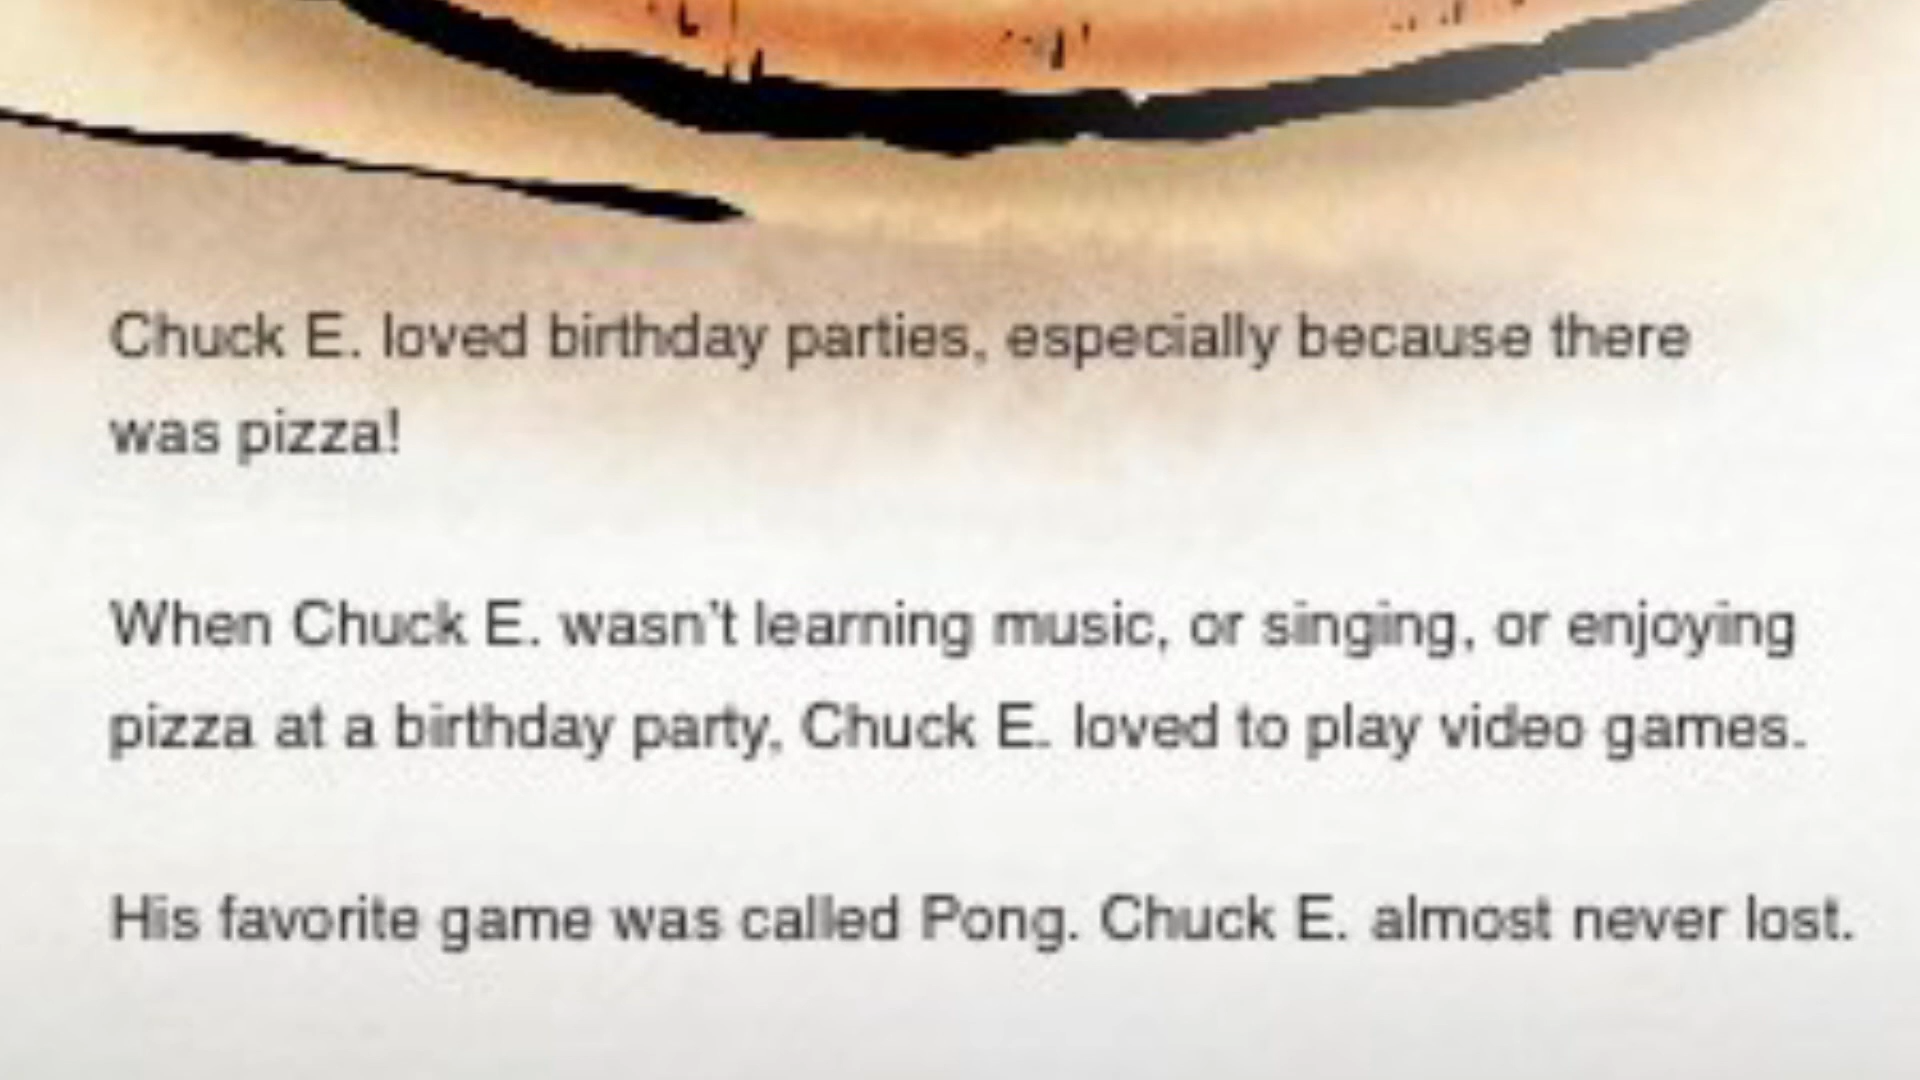 Chuck E. loved birthday parties, especially because there
was pizza!
When Chuck E. wasn't learning music, or singing, or enjoying
pizza at a birthday party, Chuck E. loved to play video games.
His favorite game was called Pong. Chuck E. almost never lost.